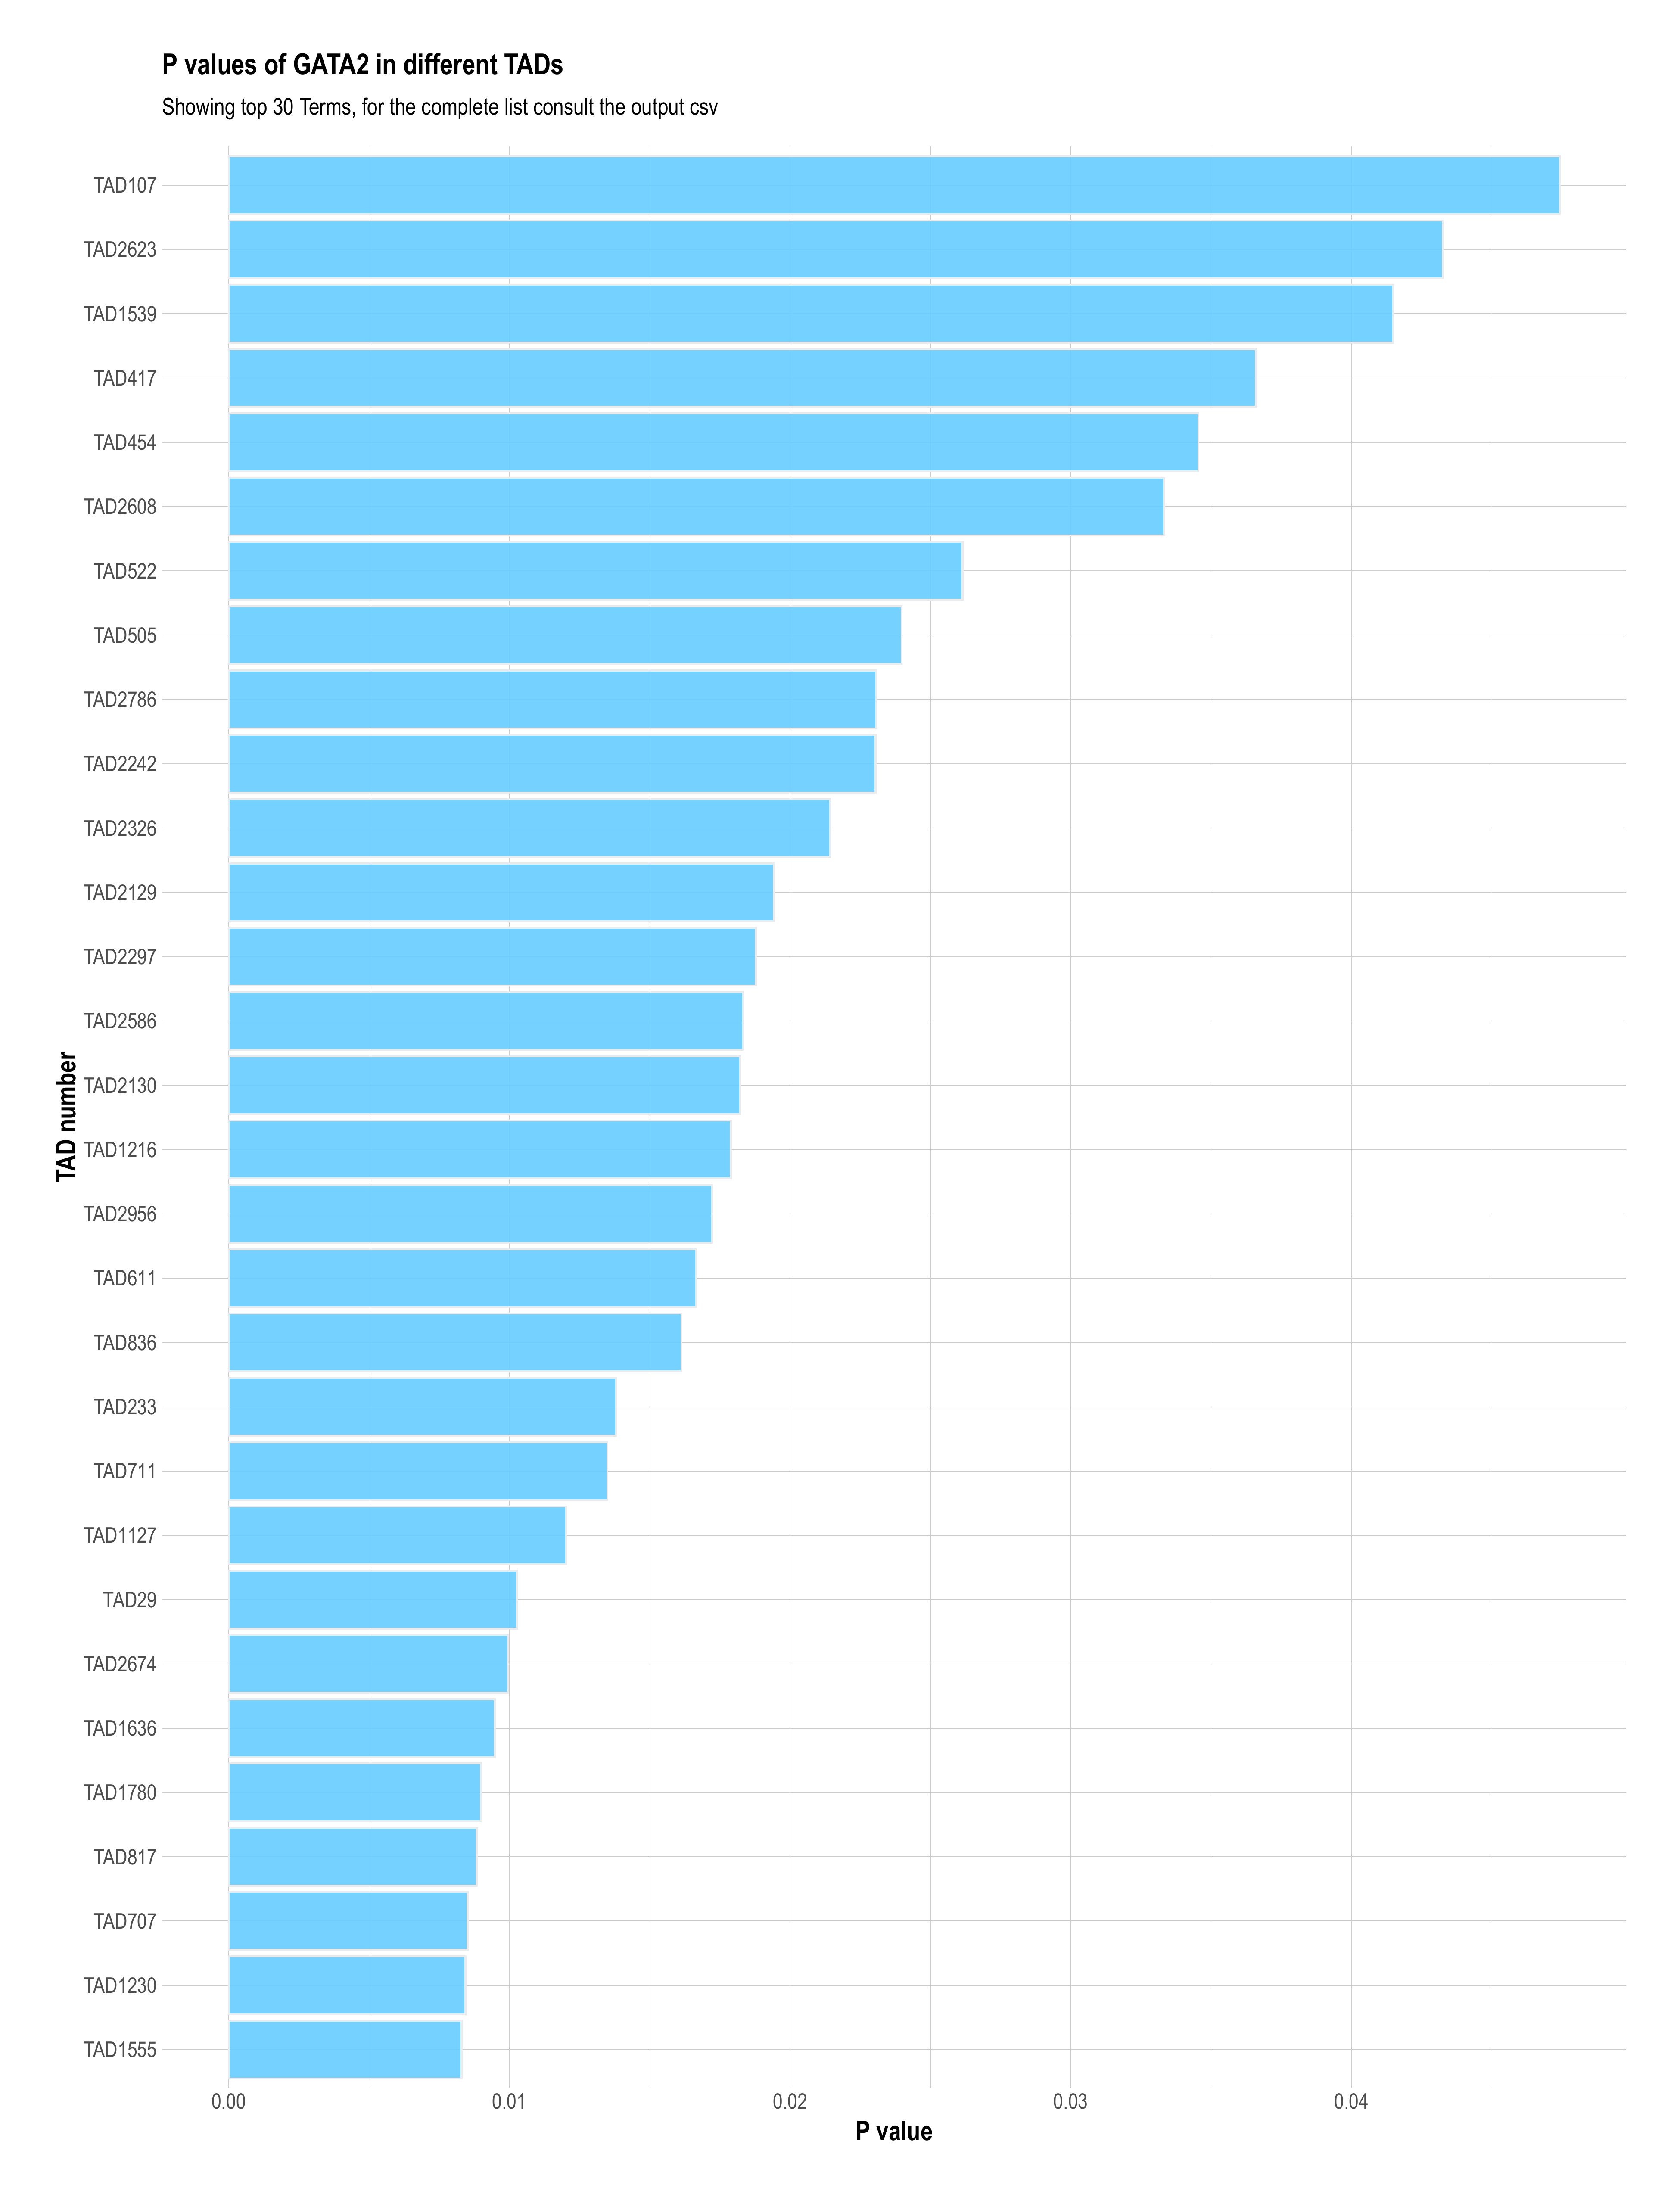 P values of GATA2 in different TADs
Showing top 30 Terms, for the complete list consult the output csv
TAD107
TAD2623
TAD1539
TAD417
TAD454
TAD2608
TAD522
TAD505
TAD2786
TAD2242
TAD2326
TAD2129
TAD2297
TAD2586
TAD2130
TAD1216
TAD2956
TAD611
TAD836
TAD233
TAD711
TAD1127
TAD29
TAD2674
TAD1636
TAD1780
TAD817
TAD707
TAD1230
TAD1555
TAD number
0.00 0.01 0.02 0.03 0.04
P value